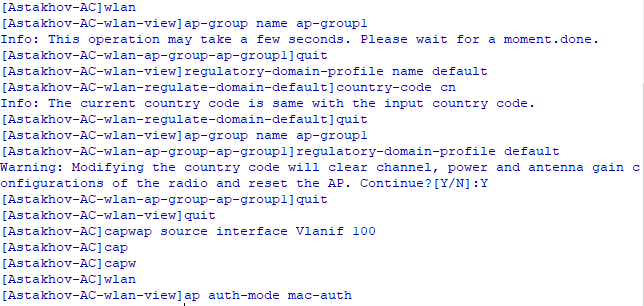 [Astakhov-AC]wlan
[Astakhov-AC-wlan-view]ap-group name ap-group1
Info: This operation may take a few seconds. Please wait for a moment.done.
[Astakhov-AC-wlan-ap-group-ap-group1]quit
[Astakhov-AC-wlan-view]regulatory-domain-profile name default
[Astakhov-AC-wlan-regulate-domain-default]country-code cn
Info: The current country code is same with the input country code.
[Astakhov-AC-wlan-regulate-domain-default]quit
[Astakhov-AC-wlan-view]ap-group name ap-group1
[Astakhov-AC-wlan-ap-group-ap-group1]regulatory-domain-profile default
Warning: Modifying the country code will clear channel, power and antenna gain c
onfigurations of the radio and reset the AP. Continue?[Y/N]:Y
[Astakhov-AC-wlan-ap-group-ap-group1]quit
[Astakhov-AC-wlan-view]quit
[Astakhov-AC]capwap source interface Vlanif 100
[Astakhov-AC]cap
[Astakhov-AC]capw
[Astakhov-AC]wlan
[Astakhov-AC-wlan-view]ap auth-mode mac-auth